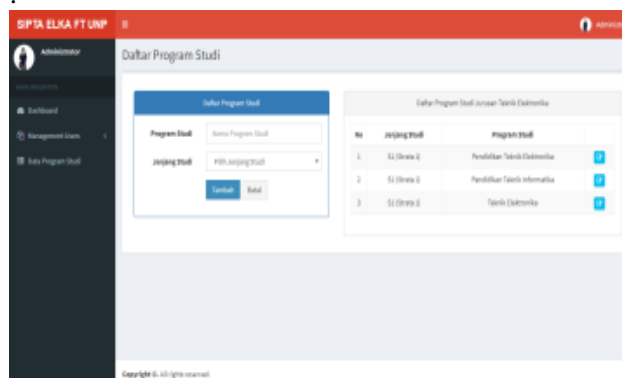 .
SIPTA ELKA FT UNP
Administrator
Administrator
Daftar Program Studi
MAIN NAVIGATION
Dashboard
Management Users
Data Program Studi
Daftar Program Studi
Program Studi
Nama Program Studi
Jenjang Studi
Pilih Jenjang Studi
Tambah Batal
Daftar Program Studi Jurusan Teknik Elektronika
No Jenjang Studi Program Studi
1 S1 (Strata 1) Pendidikan Teknik Elektronika
2 S1 (Strata 1) Pendidikan Teknik Informatika
3 S1 (Strata 1) Teknik Elektronika
Copyright ©. All rights reserved.